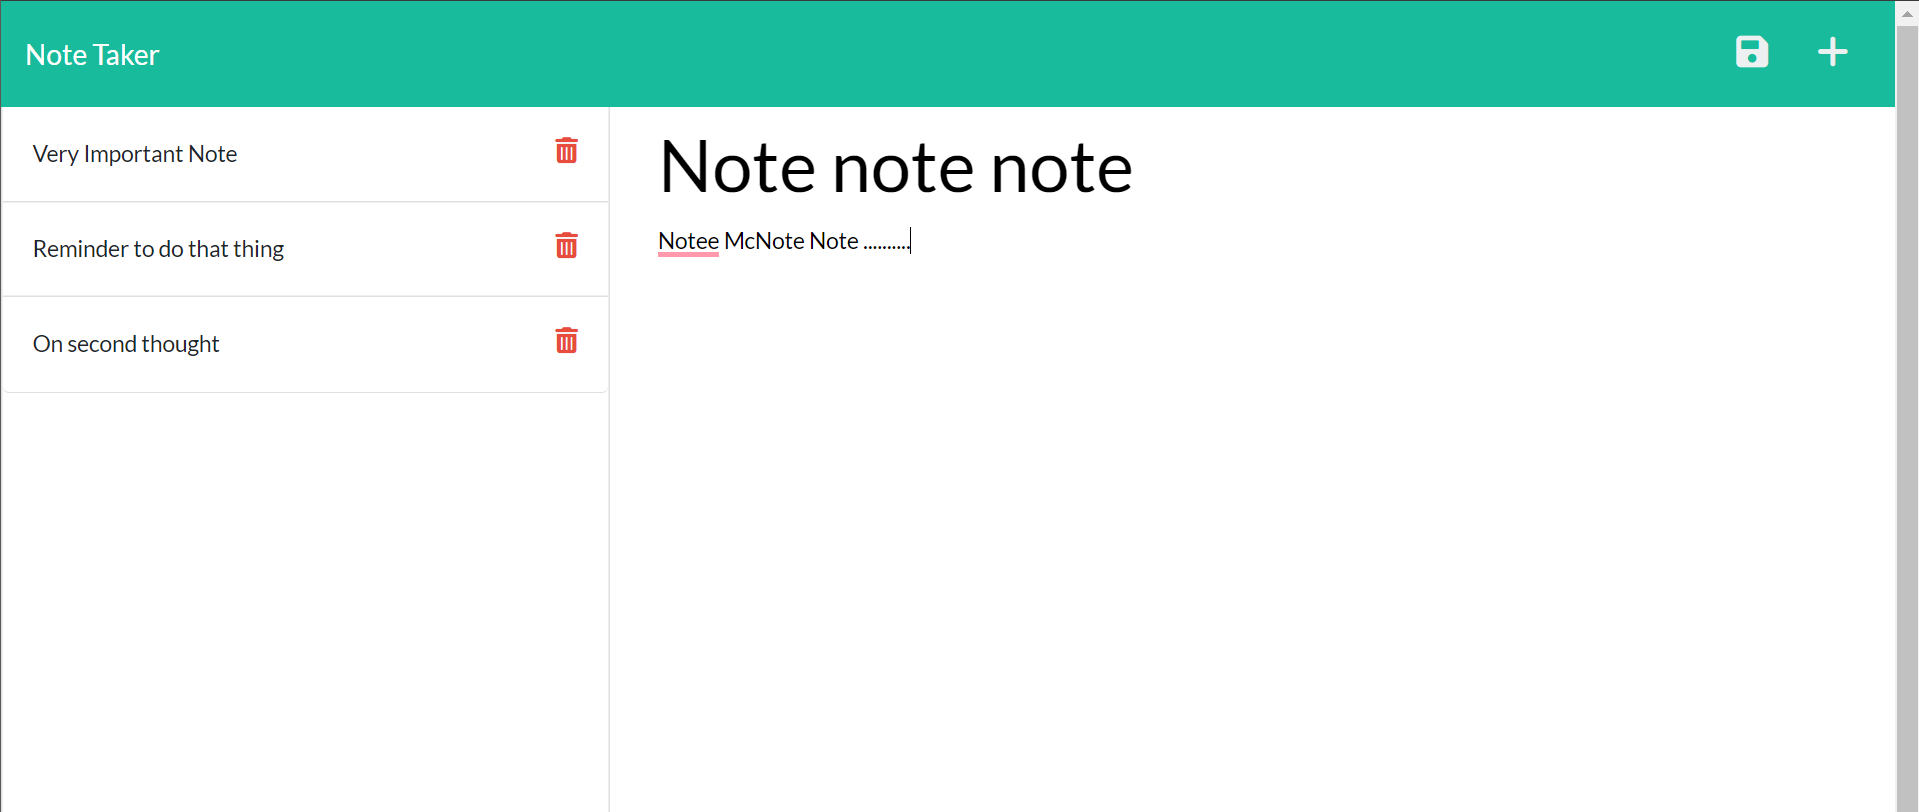 Note Taker
Very Important Note
Reminder to do that thing
On second thought
Note note note
Notee McNote Note ..........